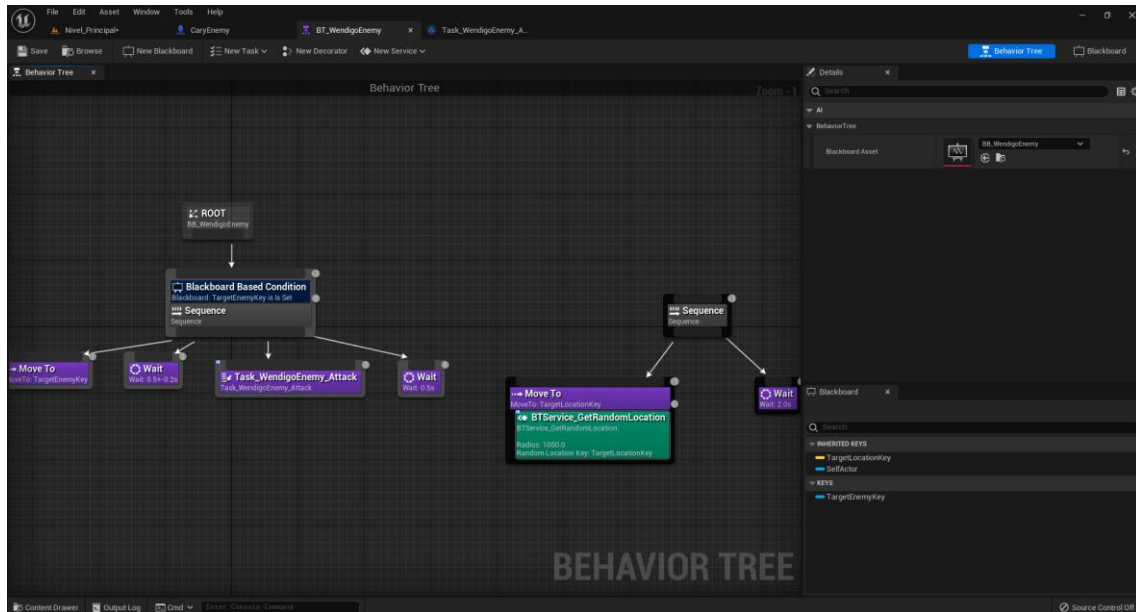 File Edit Asset Window Tools Help
Nivel_Principal•
CaryEnemy
BT_WendigoEnemy
Task_WendigoEnemy_A...
Save
Browse
New Blackboard
New Task
New Decorator
New Service
Behavior Tree
Blackboard
Behavior Tree
Behavior Tree
Zoom -1
ROOT
BB_WendigoEnemy
Blackboard Based Condition
Blackboard: TargetEnemyKey is Is Set
Sequence
Sequence
Move To
MoveTo: TargetEnemyKey
Wait
Wait: 0.5+-0.2s
Task_WendigoEnemy_Attack
Task_WendigoEnemy_Attack
Wait
Wait: 0.5s
Sequence
Sequence
Move To
MoveTo: TargetLocationKey
BTService_GetRandomLocation
BTService_GetRandomLocation:
Radius: 1000.0
Random Location Key: TargetLocationKey
Wait
Wait: 2.0s
BEHAVIOR TREE
Details
Search
AI
BehaviorTree
Blackboard Asset
BB_WendigoEnemy
Blackboard
Search
INHERITED KEYS
TargetLocationKey
SelfActor
KEYS
TargetEnemyKey
Content Drawer
Output Log
Cmd
Enter Console Command
Source Control Off